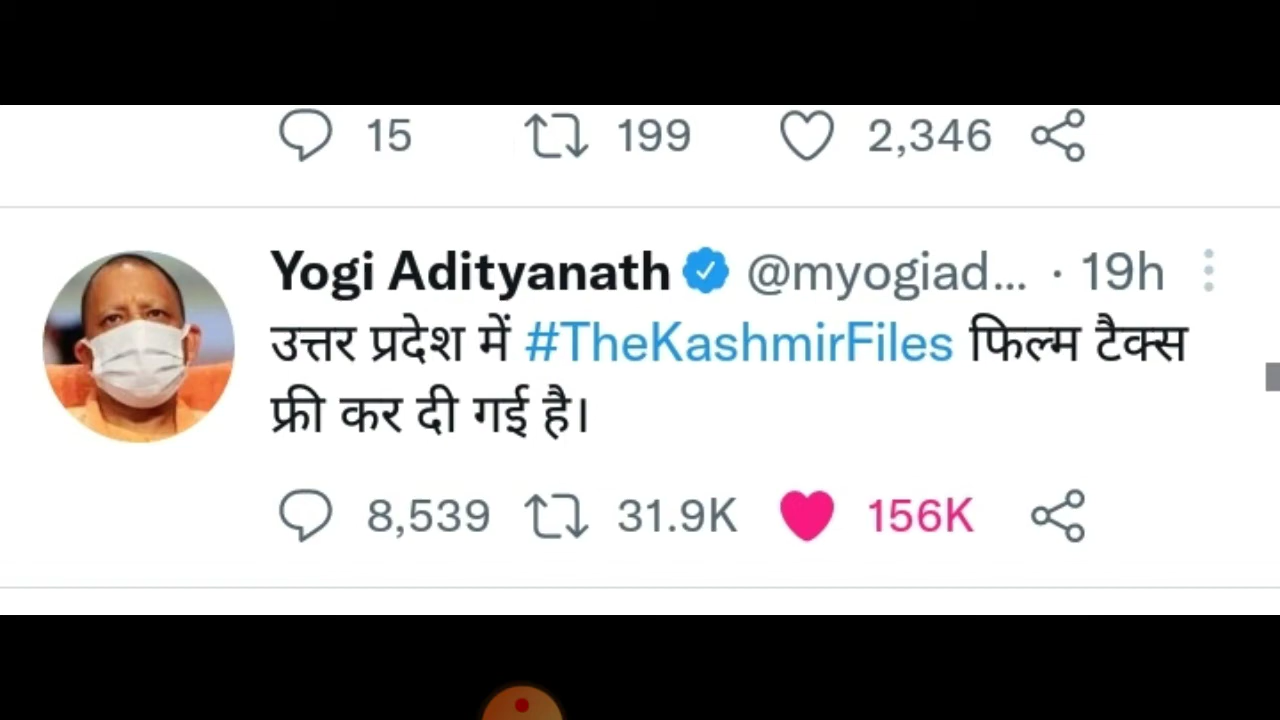 15 199 2,346
Yogi Adityanath @myogiad... · 19h
उत्तर प्रदेश में #TheKashmirFiles फिल्म टैक्स
फ्री कर दी गई है।
8,539 31.9K 156K